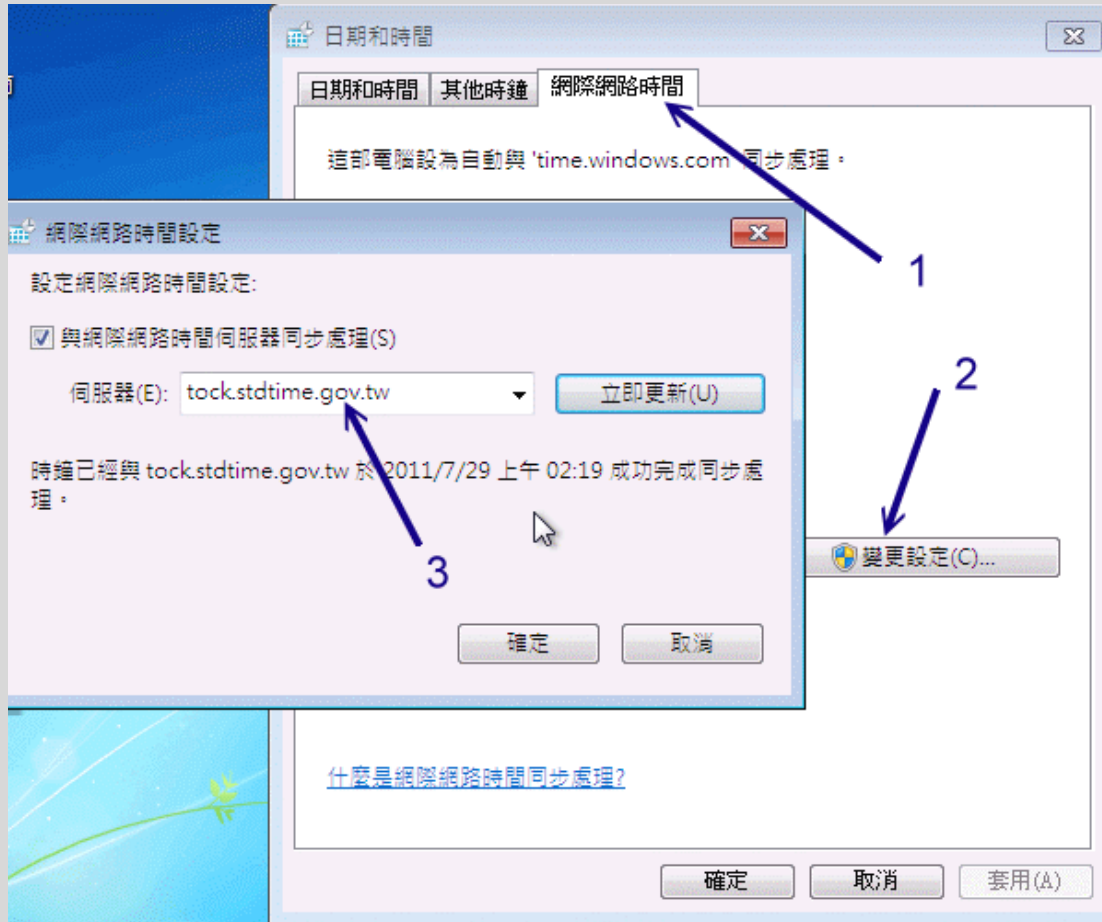 日期和時間
日期和時間 其他時鐘 網際網路時間
這部電腦設為自動與 'time.windows.com' 同步處理。
1
網際網路時間設定
設定網際網路時間設定:
與網際網路時間伺服器同步處理(S)
伺服器(E): tock.stdtime.gov.tw 立即更新(U)
2
時鐘已經與 tock.stdtime.gov.tw 於 2011/7/29 上午 02:19 成功完成同步處
理。
3
變更設定(C)...
確定 取消
什麼是網際網路時間同步處理?
確定 取消 套用(A)